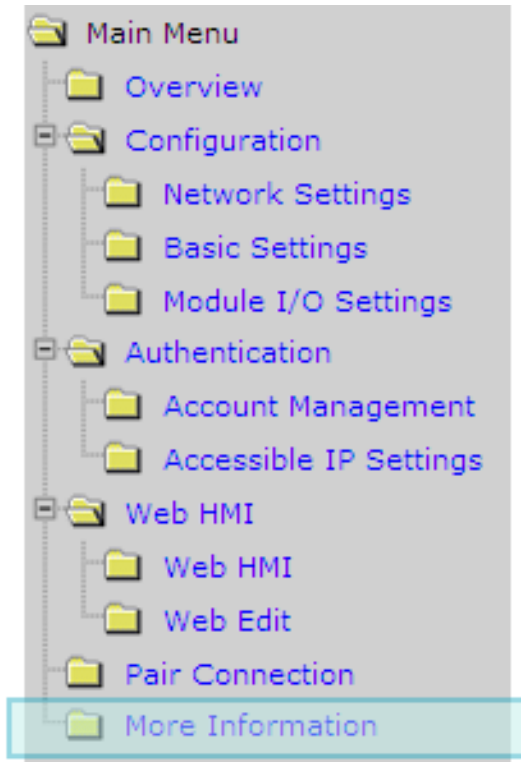 Main Menu
Overview
Configuration
Network Settings
Basic Settings
Module I/O Settings
Authentication
Account Management
Accessible IP Settings
Web HMI
Web HMI
Web Edit
Pair Connection
More Information